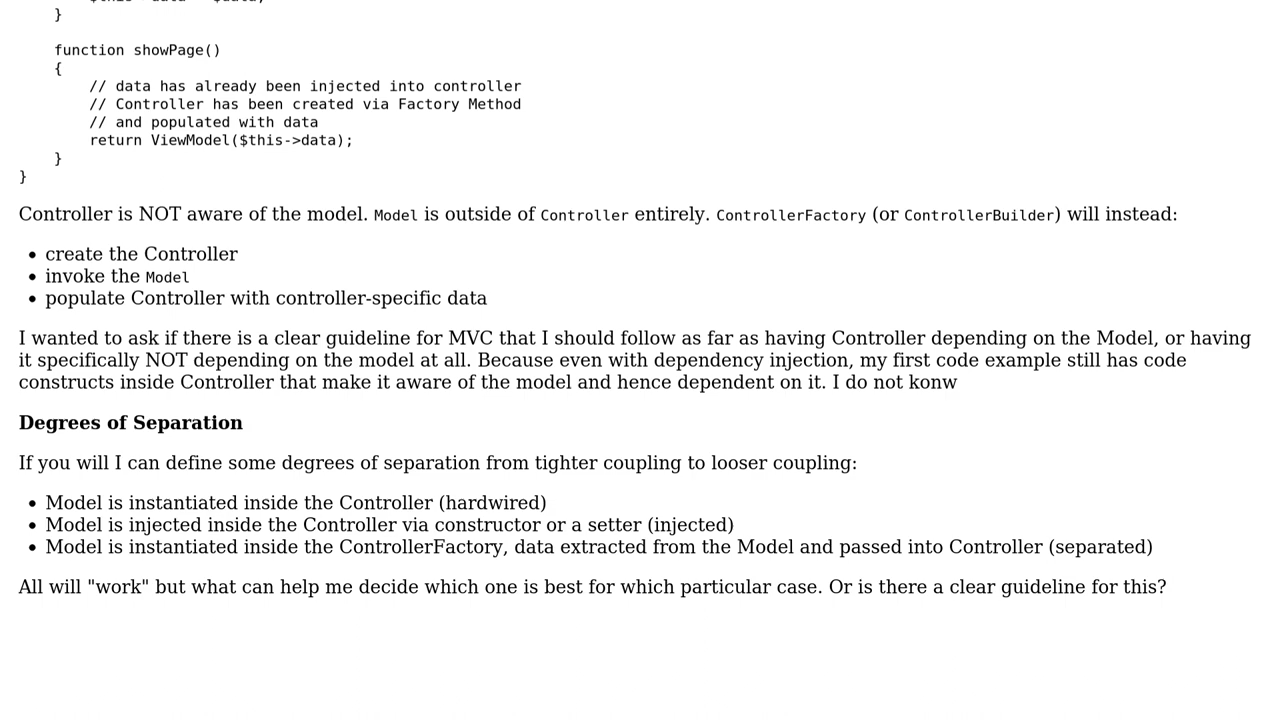 }
function showPage()
{
// data has already been injected into controller
// Controller has been created via Factory Method
// and populated with data
return ViewModel($this->data);
}
}
Controller is NOT aware of the model. Model is outside of Controller entirely. ControllerFactory (or ControllerBuilder) will instead:
• create the Controller
• invoke the Model
• populate Controller with controller-specific data
I wanted to ask if there is a clear guideline for MVC that I should follow as far as having Controller depending on the Model, or having
it specifically NOT depending on the model at all. Because even with dependency injection, my first code example still has code
constructs inside Controller that make it aware of the model and hence dependent on it. I do not konw
Degrees of Separation
If you will I can define some degrees of separation from tighter coupling to looser coupling:
• Model is instantiated inside the Controller (hardwired)
• Model is injected inside the Controller via constructor or a setter (injected)
• Model is instantiated inside the ControllerFactory, data extracted from the Model and passed into Controller (separated)
All will "work" but what can help me decide which one is best for which particular case. Or is there a clear guideline for this?